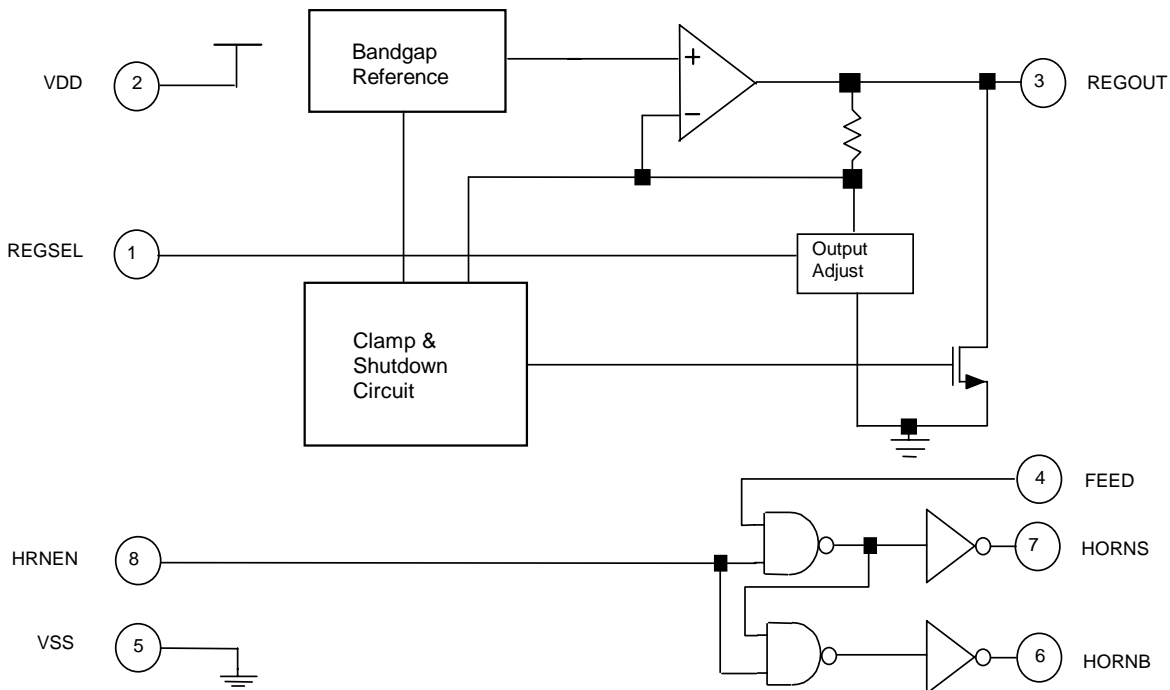 Bandgap
Reference
+
−
VDD
2
3
REGOUT
REGSEL
1
Output
Adjust
Clamp &
Shutdown
Circuit
4
FEED
HRNEN
8
7
HORNS
VSS
5
6
HORNB